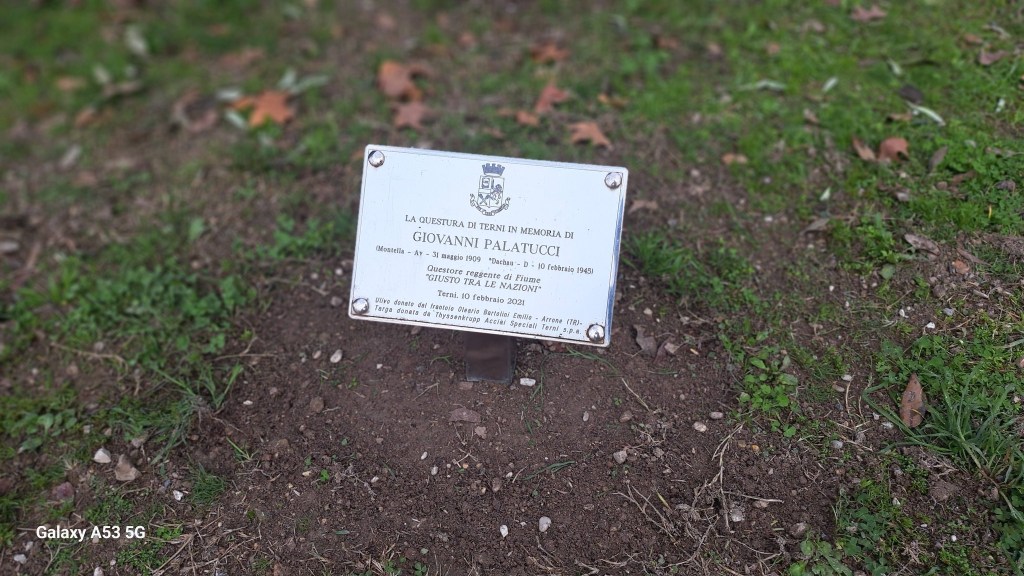 LA QUESTURA DI TERNI IN MEMORIA DI
GIOVANNI PALATUCCI
(Montella - Av - 31 maggio 1909 *Dachau - D - 10 febbraio 1945)
Questore reggente di Fiume
"GIUSTO TRA LE NAZIONI"
Terni, 10 febbraio 2021
Ulivo donato dal frantoio Oleario Bartolini Emilio - Arrone (TR)-
Targa donata da Thyssenkrupp Acciai Speciali Terni s.p.a.
Galaxy A53 5G